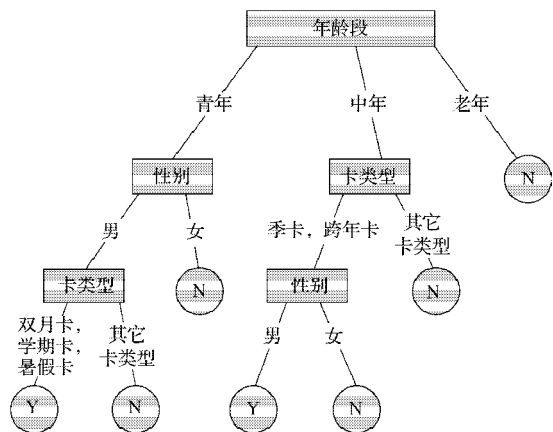 年龄段
青年
中年
老年
性别
卡类型
N
男
女
季卡，跨年卡
其它
卡类型
卡类型
N
性别
N
双月卡，
学期卡，
暑假卡
其它
卡类型
男
女
Y
N
Y
N